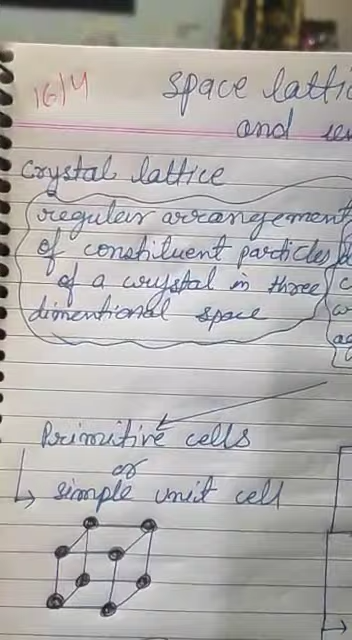 16/4
space lattic
and
crystal lattice
regular arrangement
of constituent particles
of a crystal in three
dimentional space
Primitive cells
or
simple unit cell